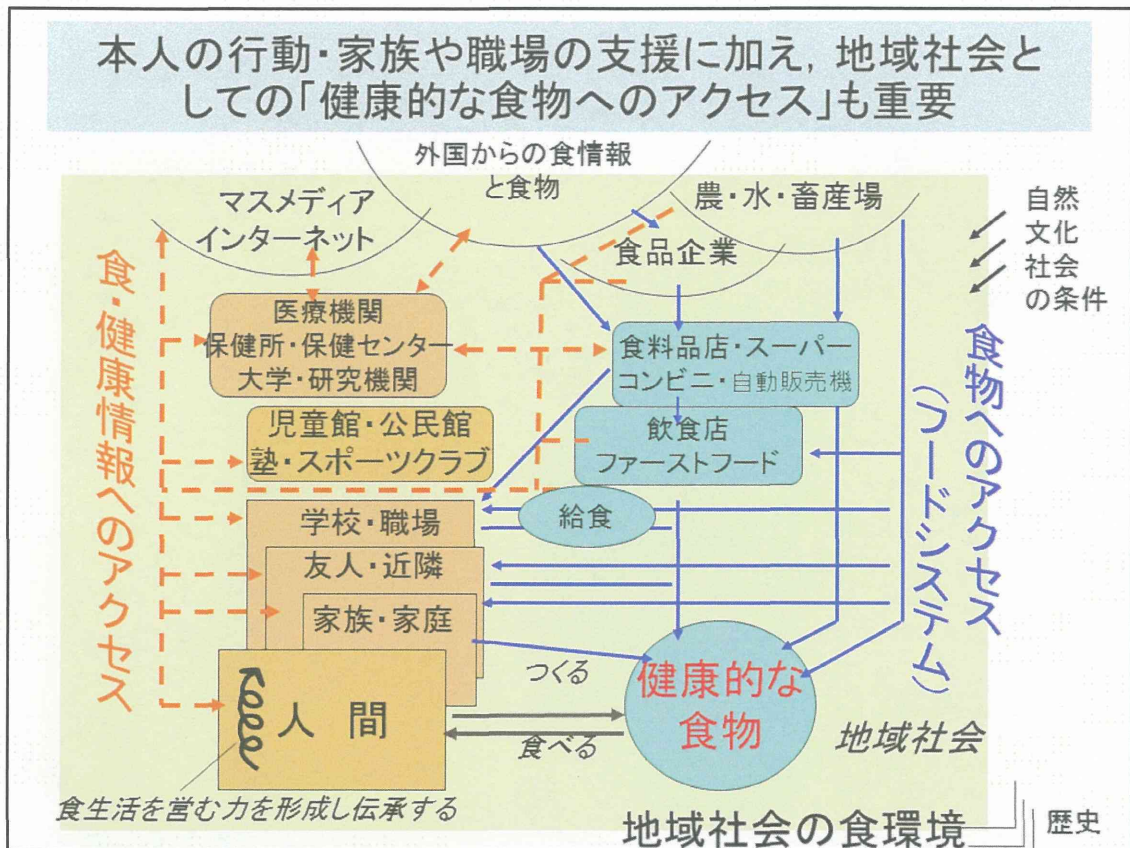 本人の行動・家族や職場の支援に加え，地域社会と
しての「健康的な食物へのアクセス」も重要
外国からの食情報
と食物
マスメディア
インターネット
農・水・畜産場
食品企業
自然
文化
社会
の条件
食・健康情報へのアクセス
医療機関
保健所・保健センター
大学・研究機関
食料品店・スーパー
コンビニ・自動販売機
食物へのアクセス
（フードシステム）
児童館・公民館
塾・スポーツクラブ
飲食店
ファーストフード
給食
学校・職場
友人・近隣
家族・家庭
人間
つくる
食べる
健康的な
食物
地域社会
食生活を営む力を形成し伝承する
地域社会の食環境
歴史